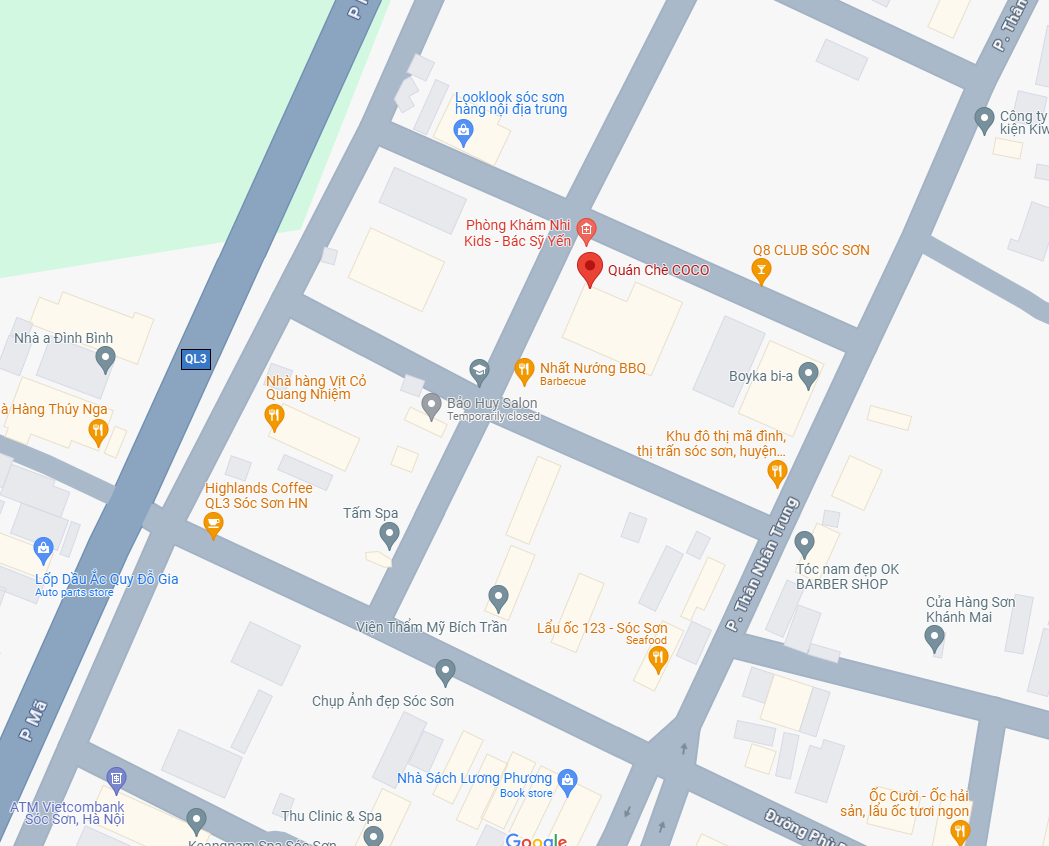 P
P. Thân
Looklook sóc sơn
hàng nội địa trung
Công ty
kiện Kiw
Phòng Khám Nhi
Kids - Bác Sỹ Yến
Q8 CLUB SÓC SƠN
Quán Chè COCO
Nhà a Đình Bình
QL3
Nhất Nướng BBQ
Barbecue
Nhà hàng Vịt Cỏ
Quang Nhiệm
Boyka bi-a
Bảo Huy Salon
Temporarily closed
à Hàng Thúy Nga
Khu đô thị mã đình,
thị trấn sóc sơn, huyện...
Highlands Coffee
QL3 Sóc Sơn HN
Tấm Spa
P. Thân Nhân Trung
Lốp Dầu Ắc Quy Đỗ Gia
Auto parts store
Tóc nam đẹp OK
BARBER SHOP
Cửa Hàng Sơn
Khánh Mai
Viện Thẩm Mỹ Bích Trần
Lẩu ốc 123 - Sóc Sơn
Seafood
Chụp Ảnh đẹp Sóc Sơn
P Mã
Nhà Sách Lương Phương
Book store
ATM Vietcombank
Sóc Sơn, Hà Nội
Ốc Cười - Ốc hải
sản, lẩu ốc tươi ngon
Thu Clinic & Spa
Đường Phù
Keangnam Spa Sóc Sơn
Google